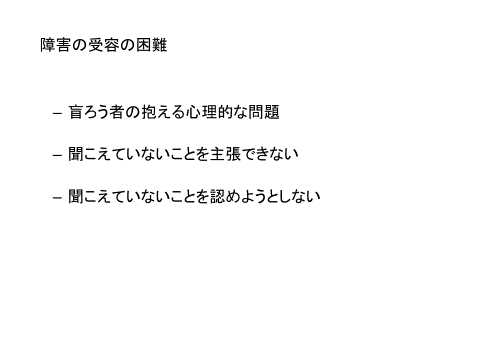 障害の受容の困難
– 盲ろう者の抱える心理的な問題
– 聞こえていないことを主張できない
– 聞こえていないことを認めようとしない